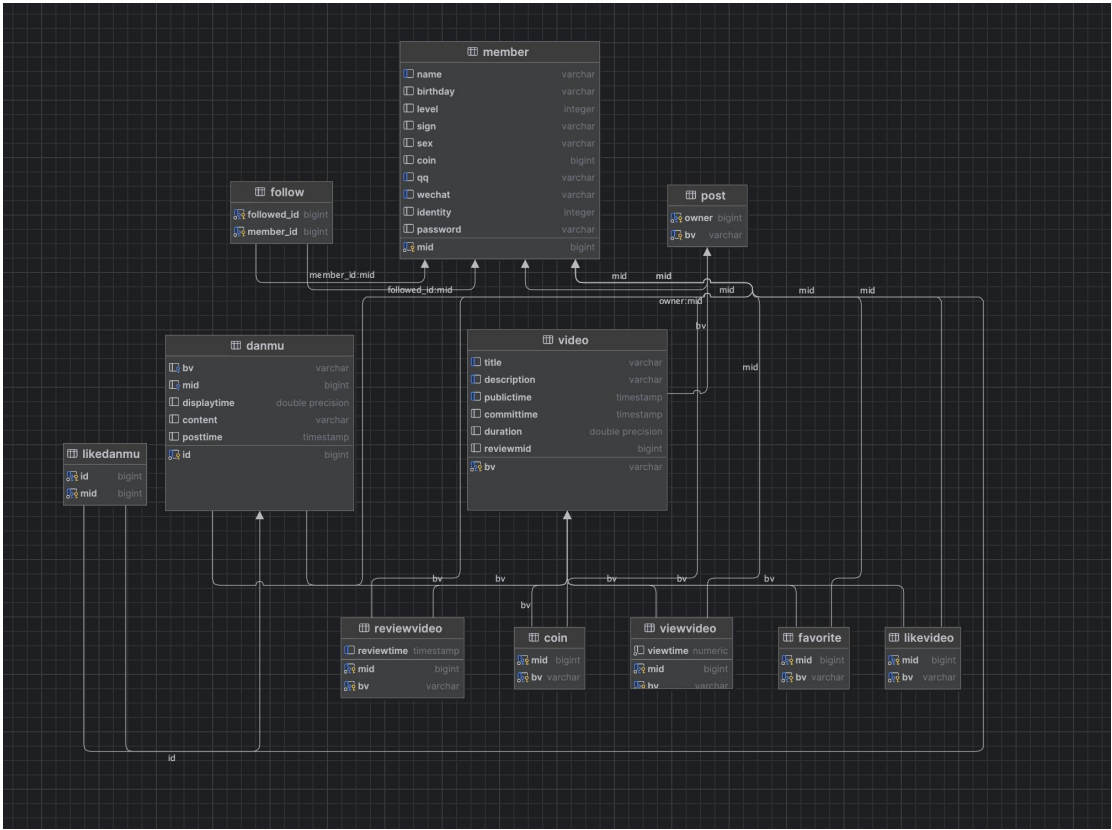 member
name varchar
birthday varchar
level integer
sign varchar
sex varchar
coin bigint
qq varchar
wechat varchar
identity integer
password varchar
mid bigint
follow
followed_id bigint
member_id bigint
post
owner bigint
bv varchar
member_id:mid
followed_id:mid
mid
mid
mid
mid
mid
owner:mid
bv
mid
danmu
bv varchar
mid bigint
displaytime double precision
content varchar
posttime timestamp
id bigint
video
title varchar
description varchar
publictime timestamp
committime timestamp
duration double precision
reviewmid bigint
bv varchar
likedanmu
id bigint
mid bigint
bv
bv
bv
bv
bv
bv
reviewvideo
reviewtime timestamp
mid bigint
bv varchar
coin
mid bigint
bv varchar
viewvideo
viewtime numeric
mid bigint
bv varchar
favorite
mid bigint
bv varchar
likevideo
mid bigint
bv varchar
id